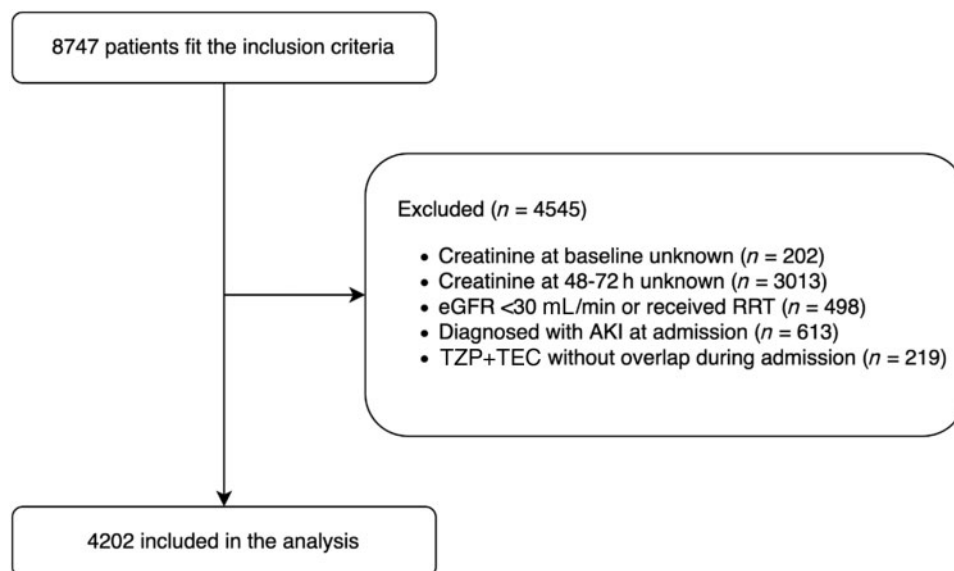 8747 patients fit the inclusion criteria
Excluded (n = 4545)
• Creatinine at baseline unknown (n = 202)
• Creatinine at 48-72 h unknown (n = 3013)
• eGFR <30 mL/min or received RRT (n = 498)
• Diagnosed with AKI at admission (n = 613)
• TZP+TEC without overlap during admission (n = 219)
4202 included in the analysis